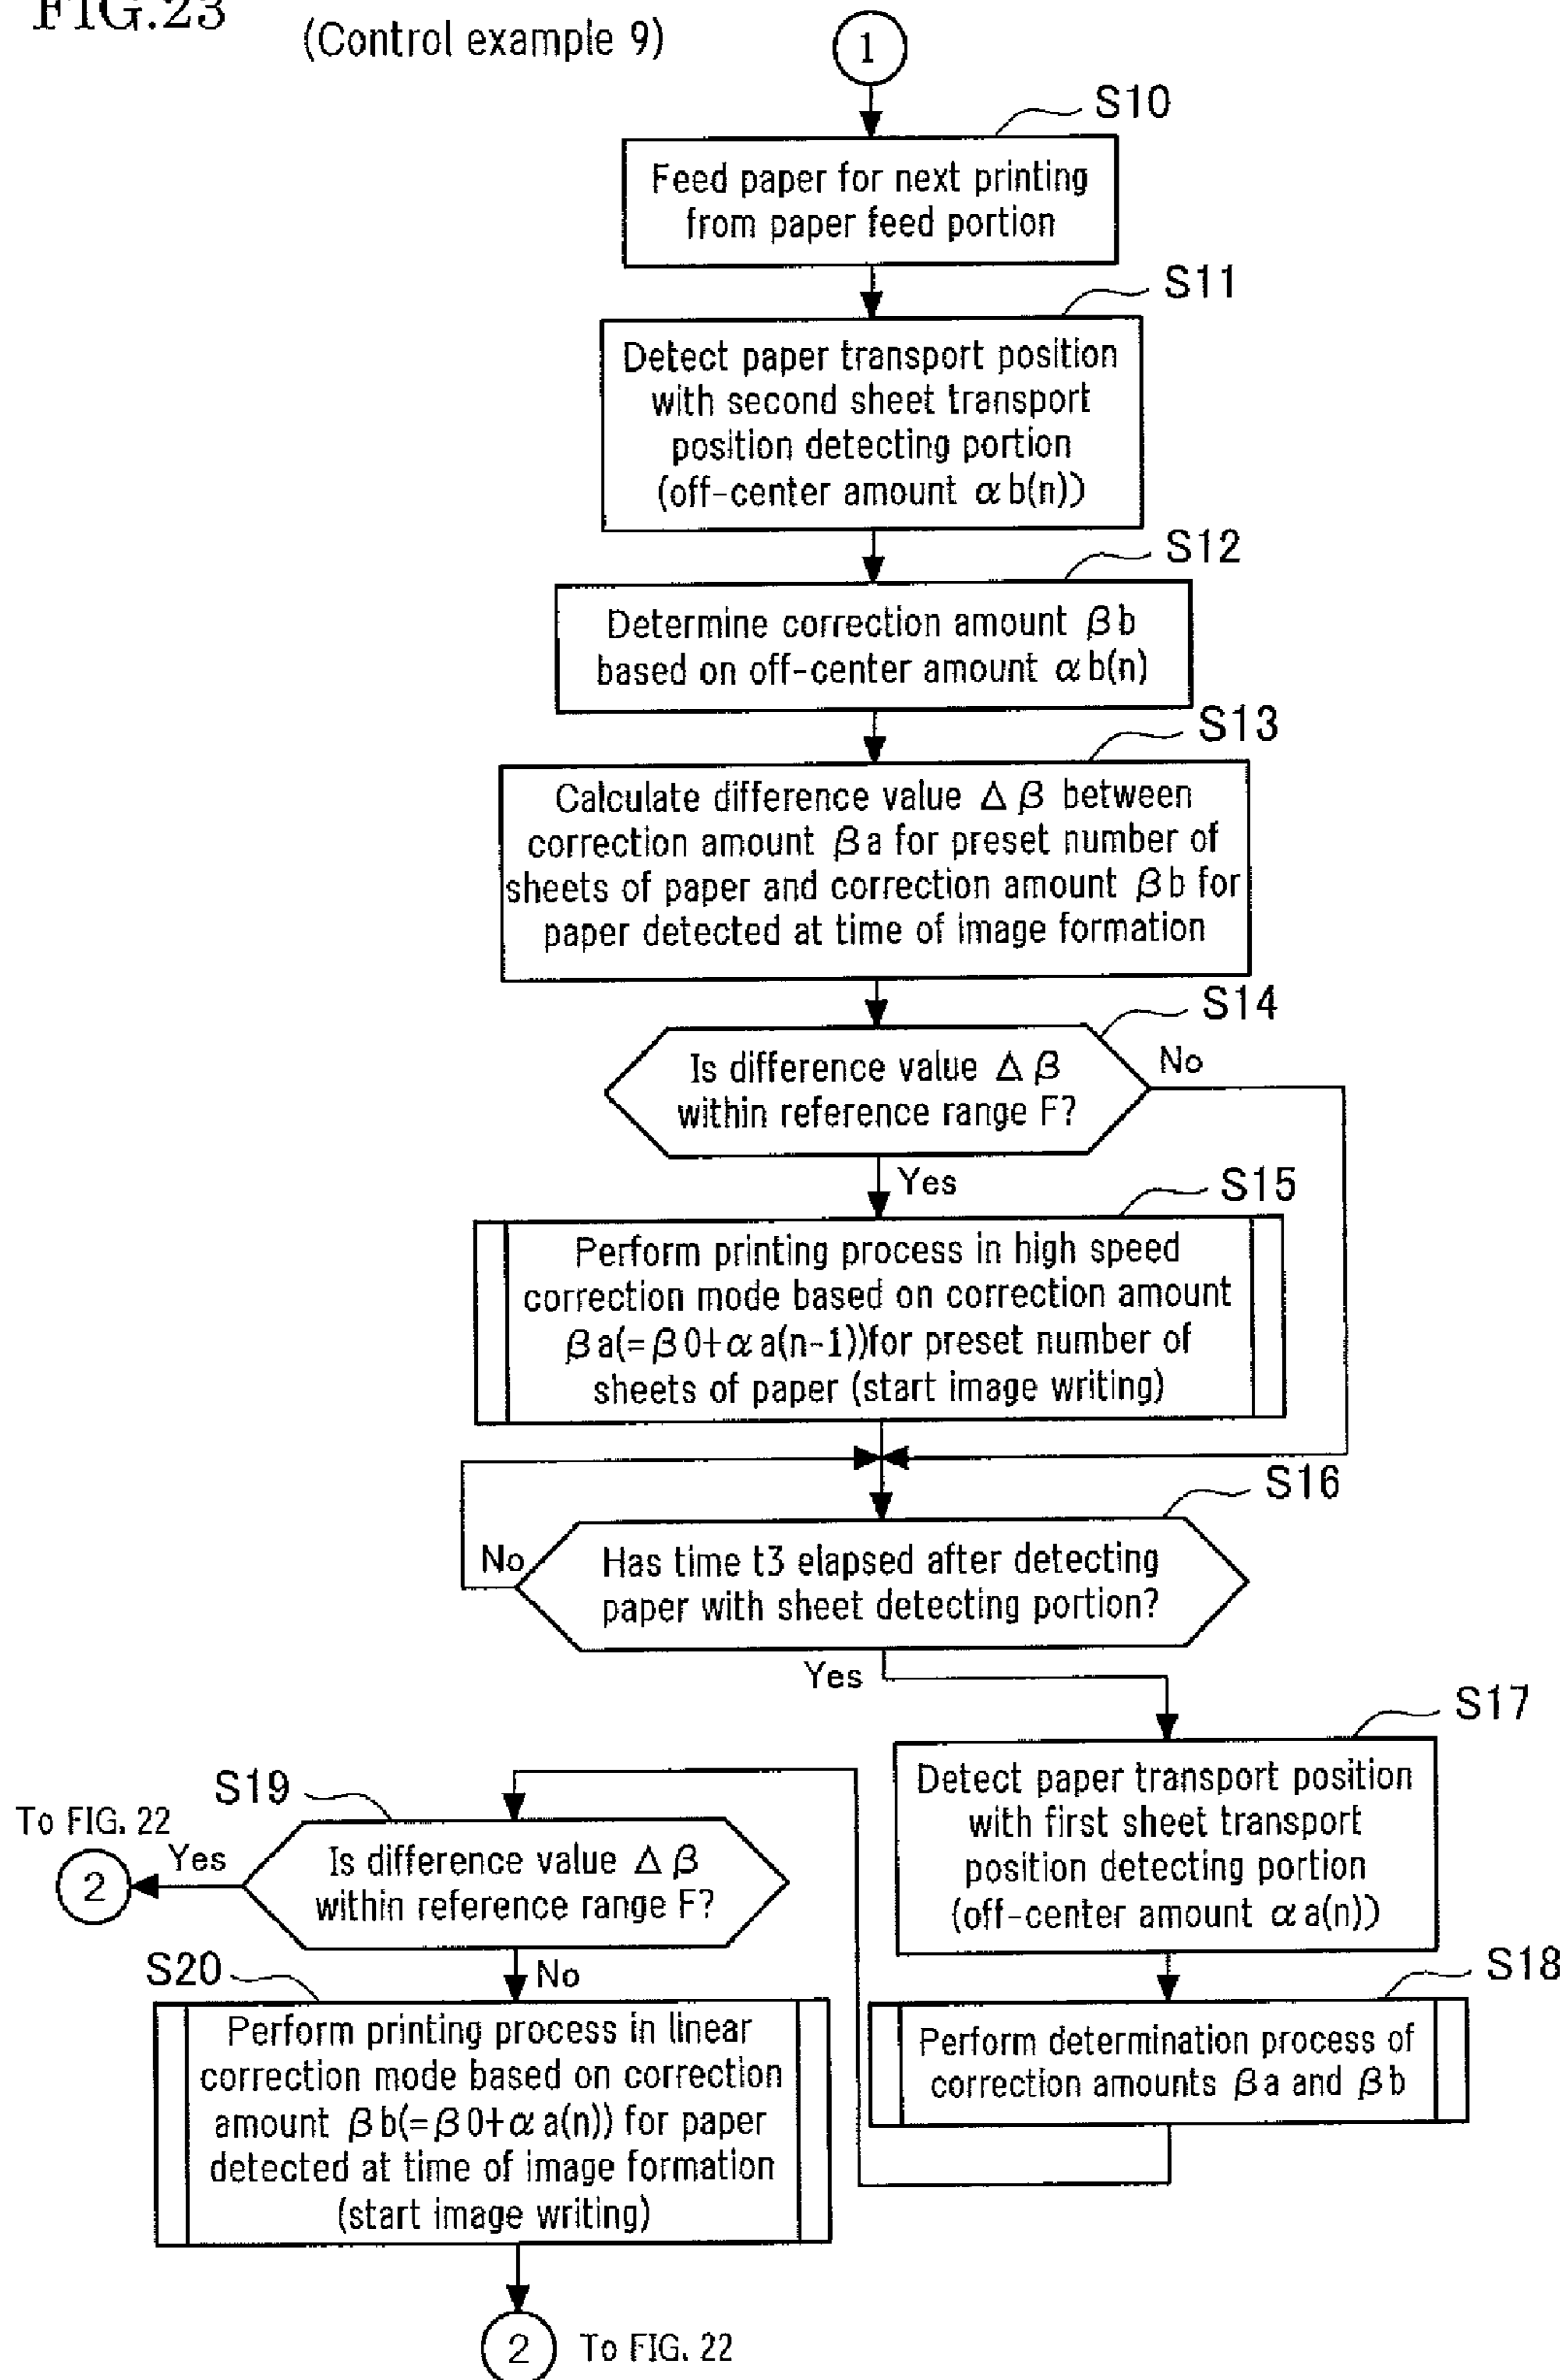 FIG.23
(Control example 9)
1
S10
Feed paper for next printing
from paper feed portion
S11
Detect paper transport position
with second sheet transport
position detecting portion
(off-center amount αb(n))
S12
Determine correction amount βb
based on off-center amount αb(n)
S13
Calculate difference value Δβ between
correction amount βa for preset number of
sheets of paper and correction amount βb for
paper detected at time of image formation
S14
Is difference value Δβ
within reference range F?
No
Yes
S15
Perform printing process in high speed
correction mode based on correction amount
βa(=β0+αa(n-1))for preset number of
sheets of paper (start image writing)
S16
Has time t3 elapsed after detecting
paper with sheet detecting portion?
No
Yes
S17
Detect paper transport position
with first sheet transport
position detecting portion
(off-center amount αa(n))
S18
Perform determination process of
correction amounts βa and βb
S19
To FIG. 22
2
Yes
Is difference value Δβ
within reference range F?
No
S20
Perform printing process in linear
correction mode based on correction
amount βb(=β0+αa(n)) for paper
detected at time of image formation
(start image writing)
2
To FIG. 22